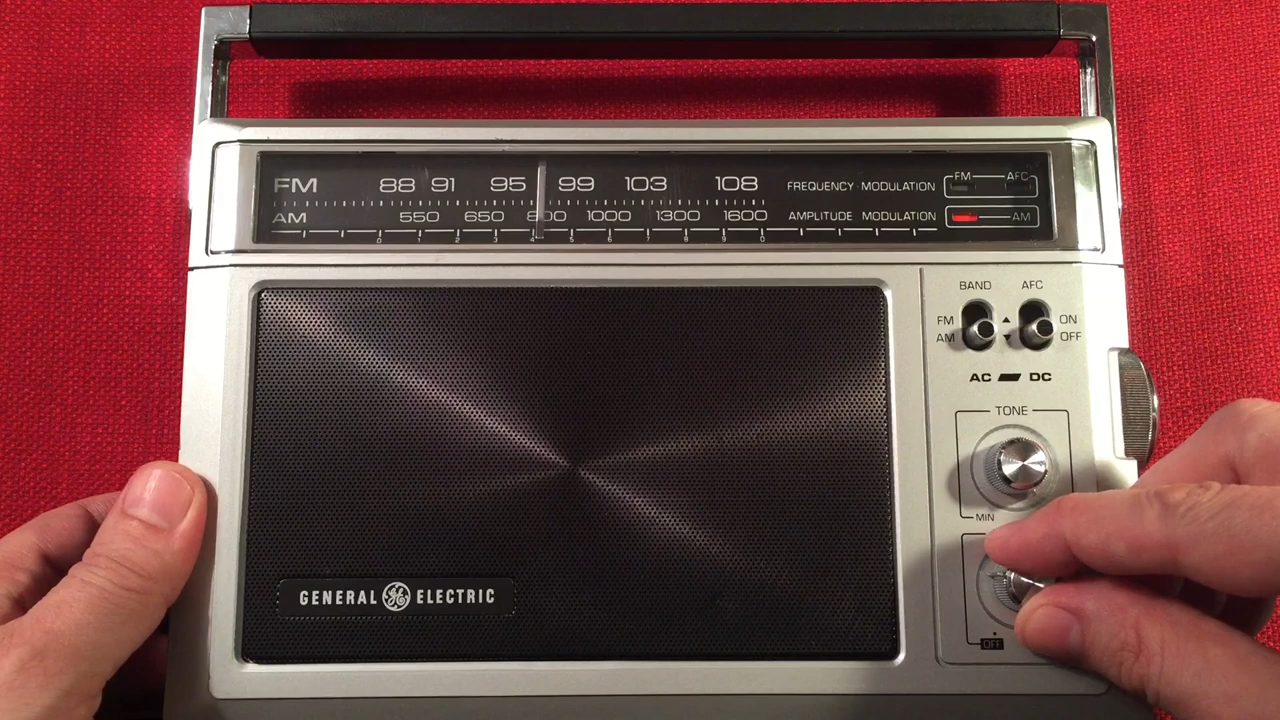 FM 88 91 95 99 103 108 FREQUENCY MODULATION FM AFC
AM 550 650 800 1000 1300 1600 AMPLITUDE MODULATION AM
0 1 2 3 4 5 6 7 8 9 0
BAND AFC
FM ON
AM OFF
AC DC
TONE
MIN
OFF
GENERAL GE ELECTRIC